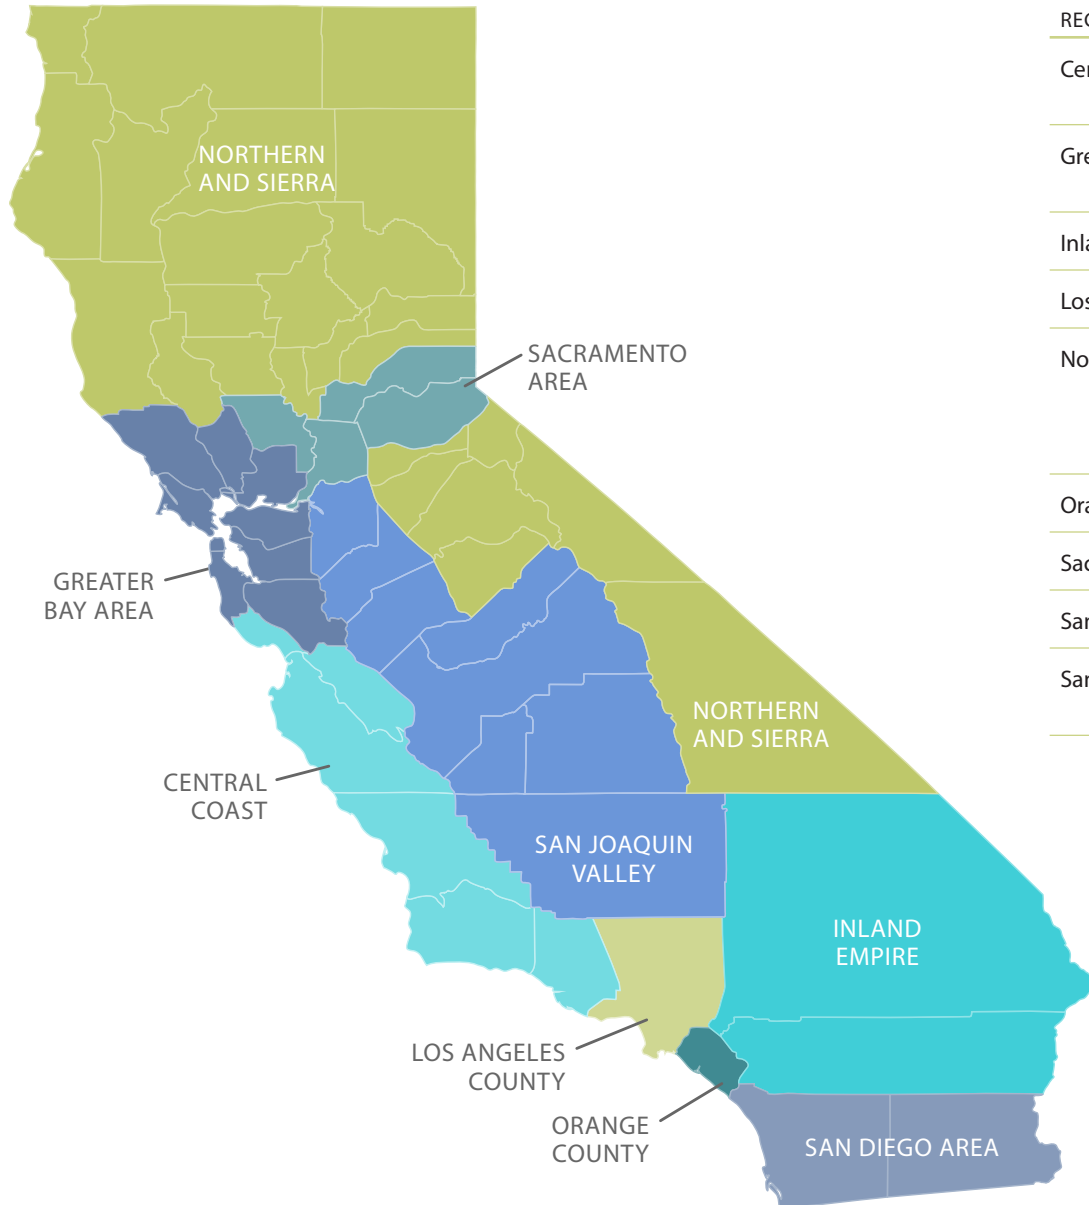 NORTHERN
AND SIERRA
SACRAMENTO
AREA
GREATER
BAY AREA
NORTHERN
AND SIERRA
CENTRAL
COAST
SAN JOAQUIN
VALLEY
INLAND
EMPIRE
LOS ANGELES
COUNTY
ORANGE
COUNTY
SAN DIEGO AREA